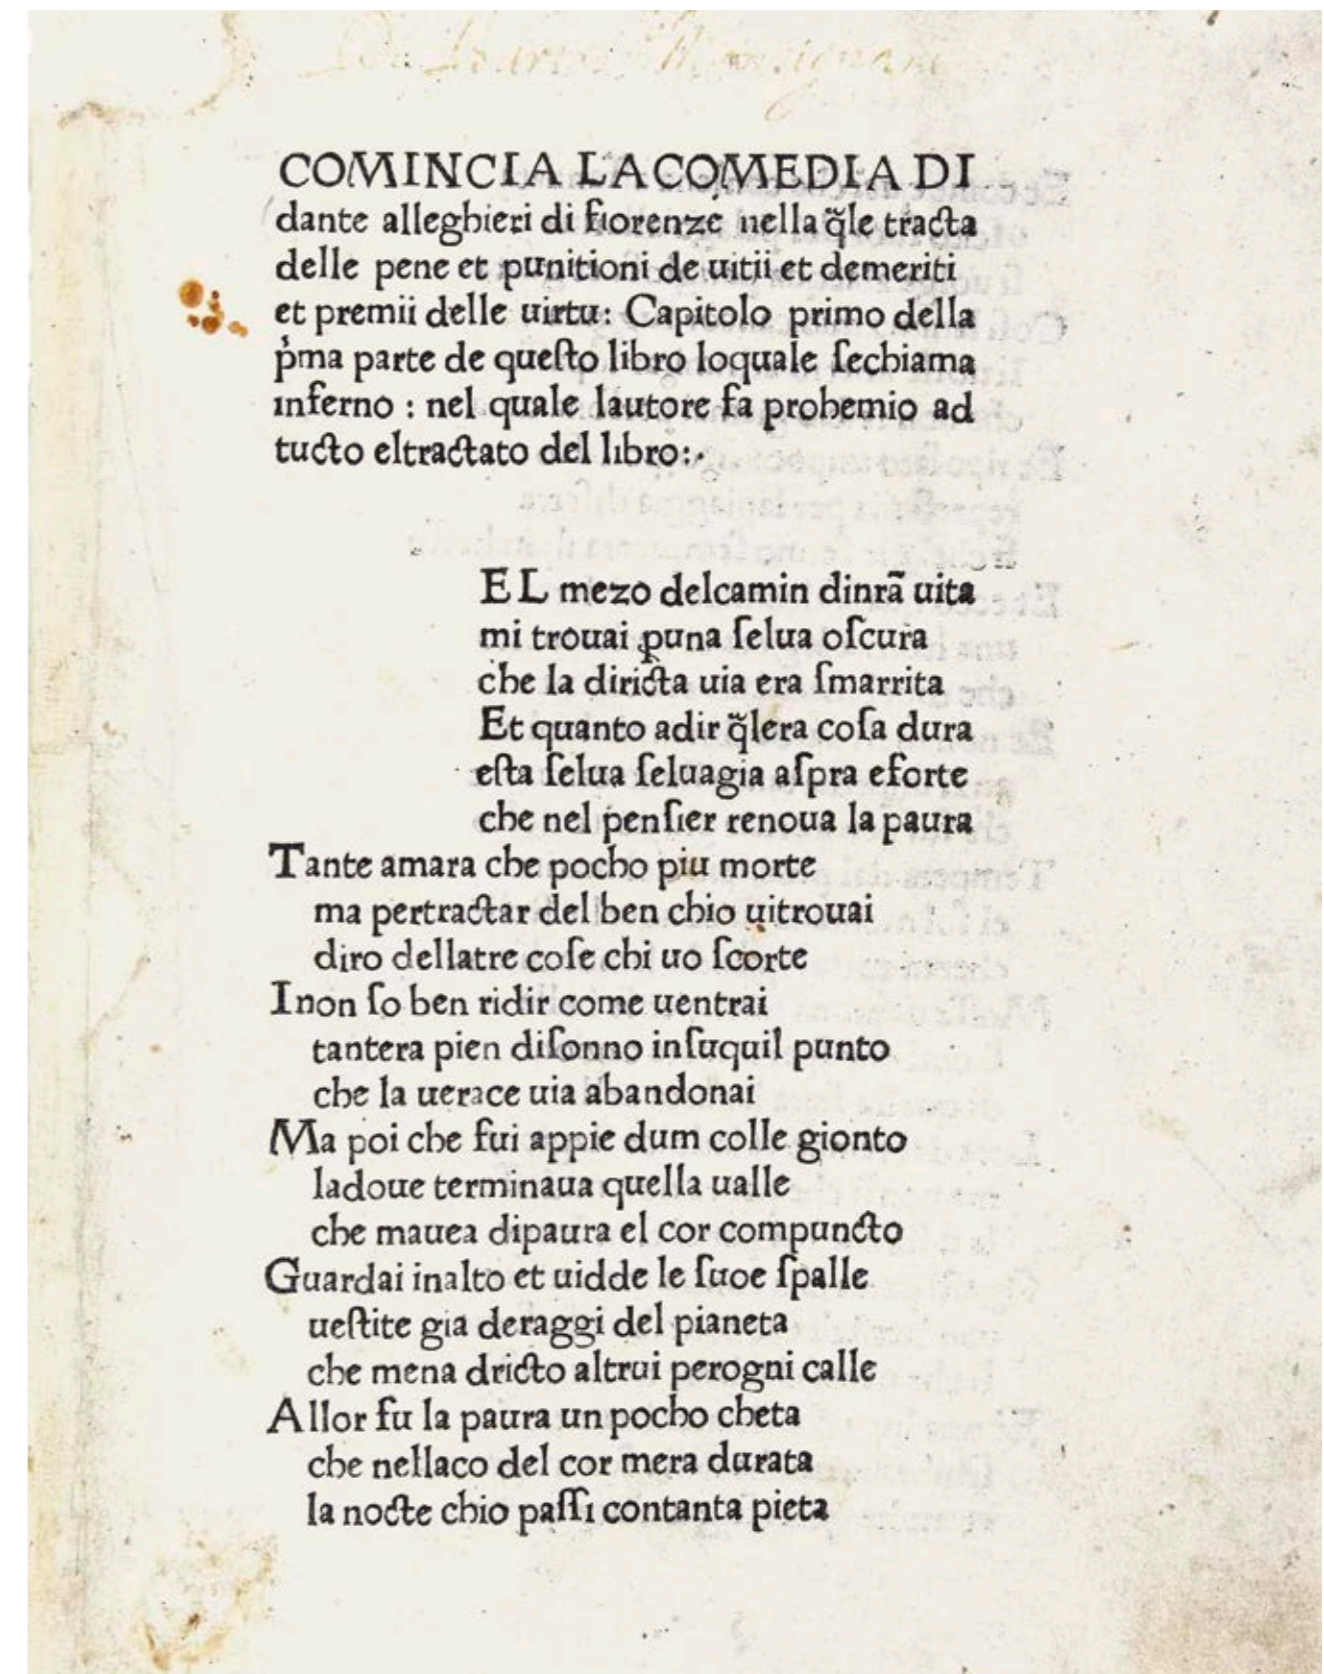 COMINCIA LA COMEDIA DI
dante alleghieri di fiorenze nella q̃le tracta
delle pene et punitioni de uitii et demeriti
et premii delle uirtu: Capitolo primo della
p̾ma parte de queſto libro loquale ſechiama
inferno : nel quale lautore fa prohemio ad
tucto eltractato del libro:·
EL mezo delcamin dinrã uita
mi trouai ꝑuna ſelua oſcura
che la diricta uia era ſmarrita
Et quanto adir q̃lera coſa dura
eſta ſelua ſeluagia aſpra eforte
che nel penſier renoua la paura
Tante amara che pocho piu morte
ma pertractar del ben chio uitrouai
diro dellatre coſe chi uo ſcorte
Inon ſo ben ridir come uentrai
tantera pien diſonno inſuquil punto
che la uerace uia abandonai
Ma poi che fui appie dum colle gionto
ladoue terminaua quella ualle
che mauea dipaura el cor compuncto
Guardai inalto et uidde le ſuoe ſpalle
ueſtite gia deraggi del pianeta
che mena dricto altrui perogni calle
Allor fu la paura un pocho cheta
che nellaco del cor mera durata
la nocte chio paſſi contanta pieta